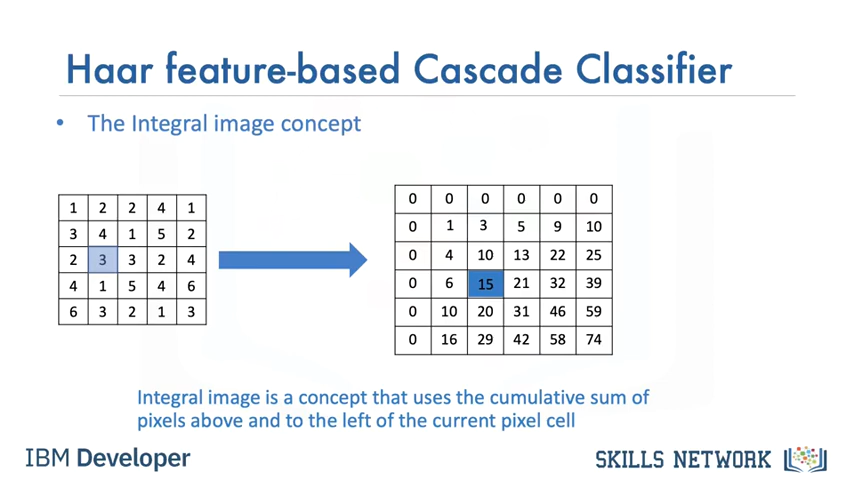 Haar feature-based Cascade Classifier
• The Integral image concept
1 2 2 4 1
3 4 1 5 2
2 3 3 2 4
4 1 5 4 6
6 3 2 1 3
0 0 0 0 0 0
0 1 3 5 9 10
0 4 10 13 22 25
0 6 15 21 32 39
0 10 20 31 46 59
0 16 29 42 58 74
Integral image is a concept that uses the cumulative sum of
pixels above and to the left of the current pixel cell
IBM Developer
SKILLS NETWORK